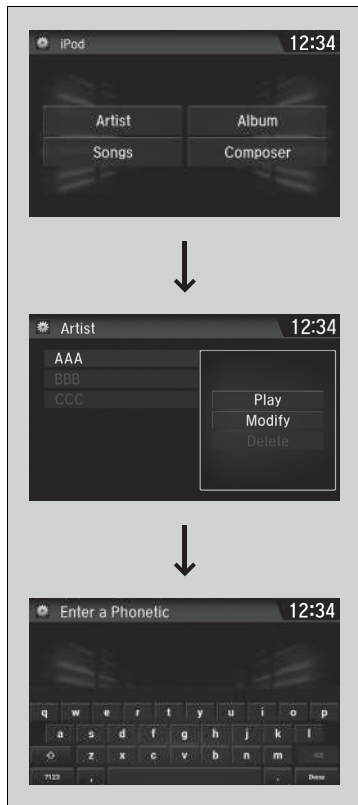 iPod 12:34
Artist Album
Songs Composer
Artist 12:34
AAA
BBB
CCC
Play
Modify
Delete
Enter a Phonetic 12:34
q w e r t y u i o p
a s d f g h j k l
z x c v b n m
?123 , . Done